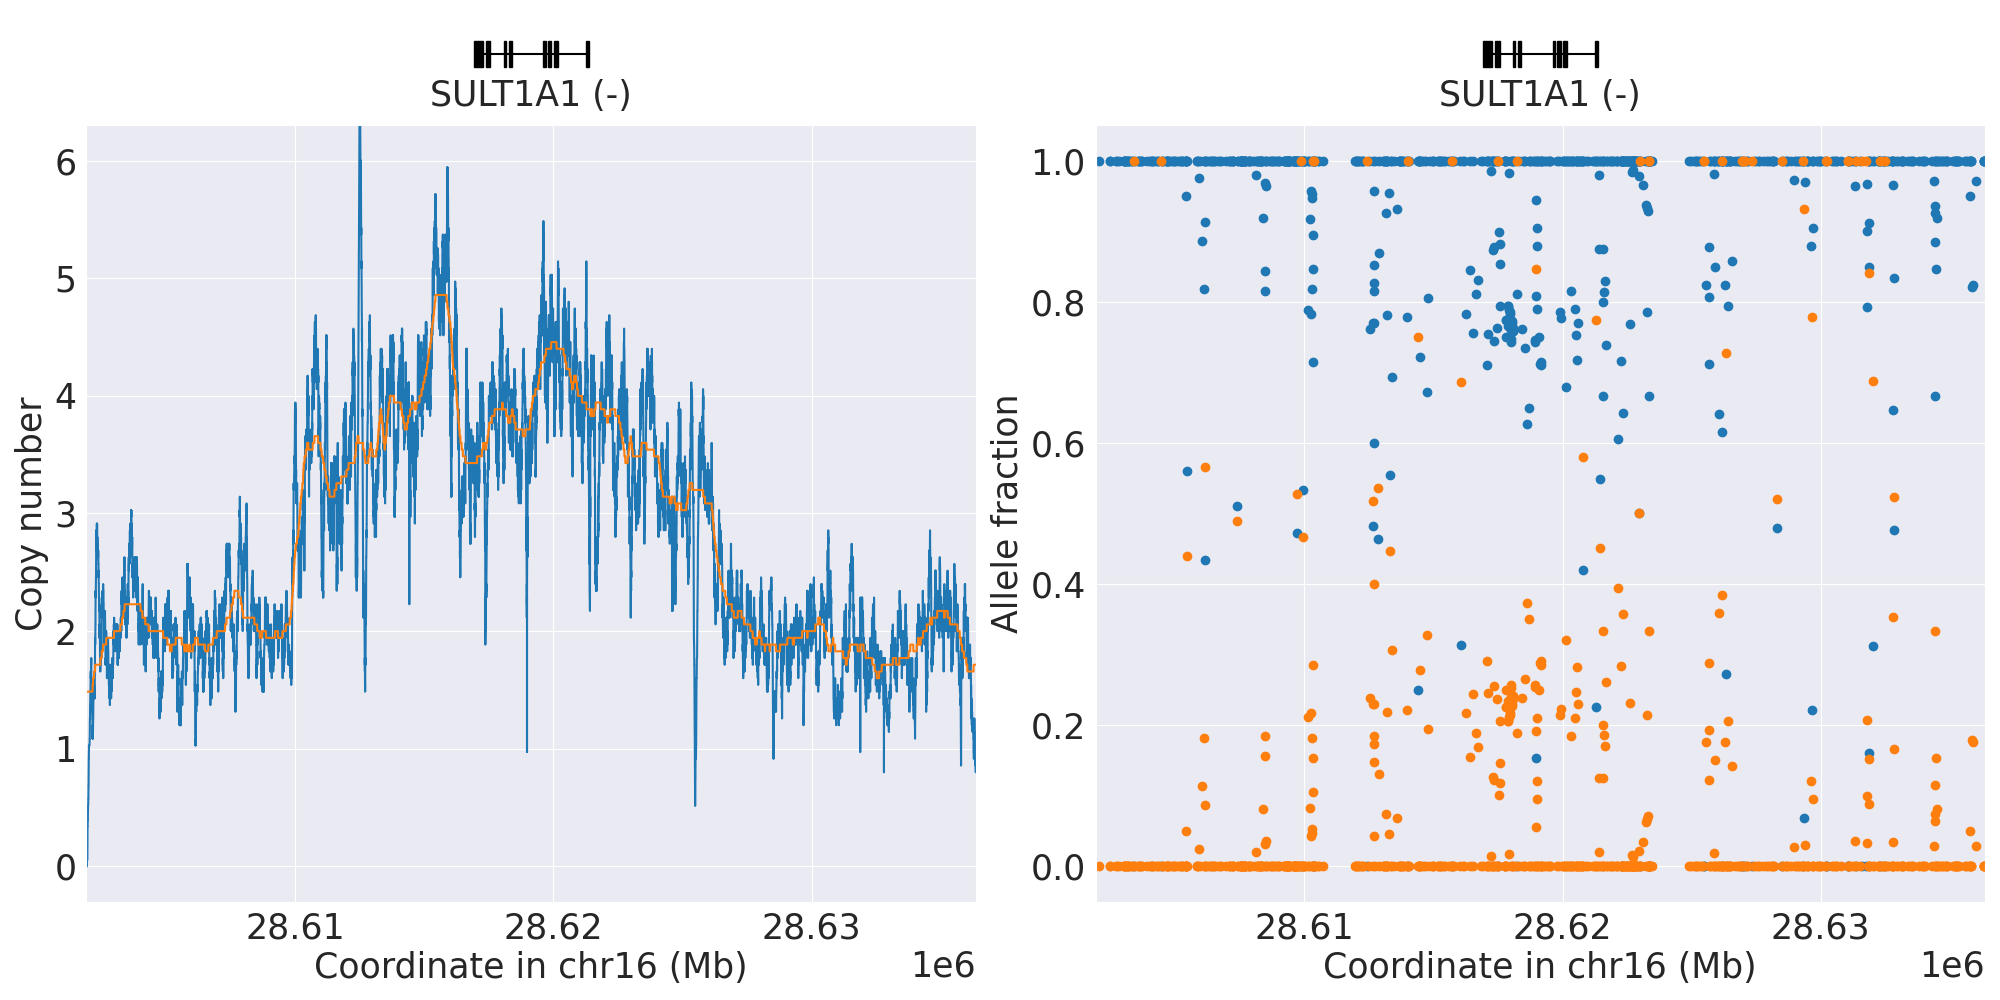 SULT1A1 (-)
Copy number
6
5
4
3
2
1
0
28.61
28.62
28.63
Coordinate in chr16 (Mb)
1e6
SULT1A1 (-)
Allele fraction
1.0
0.8
0.6
0.4
0.2
0.0
28.61
28.62
28.63
Coordinate in chr16 (Mb)
1e6